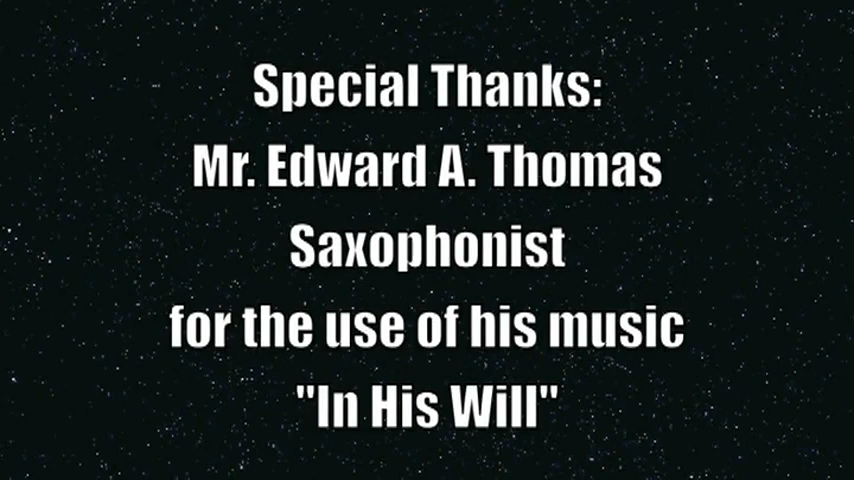 Special Thanks:
Mr. Edward A. Thomas
Saxophonist
for the use of his music
"In His Will"